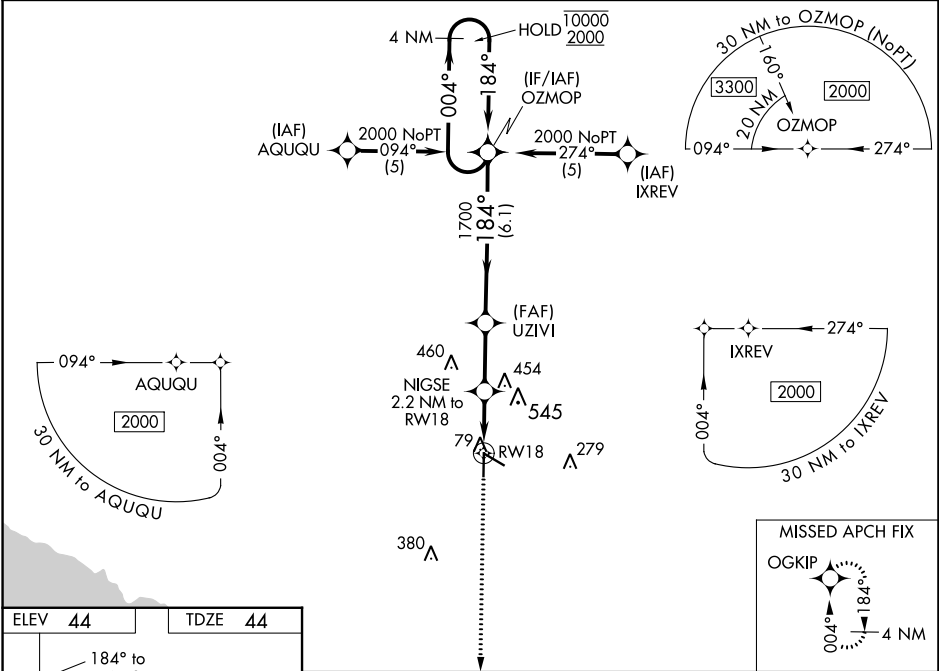 4 NM
HOLD 10000
2000
004°
184°
(IF/IAF)
OZMOP
(IAF)
AQUQU
2000 NoPT
094°
(5)
2000 NoPT
274°
(5)
(IAF)
IXREV
30 NM to OZMOP (NoPT)
3300
160°
20 NM
2000
OZMOP
094°
274°
1700
184°
(6.1)
(FAF)
UZIVI
094°
AQUQU
2000
004°
30 NM to AQUQU
460
454
NIGSE
2.2 NM to
RW18
545
79
RW18
279
380
274°
IXREV
2000
004°
30 NM to IXREV
MISSED APCH FIX
OGKIP
184°
004°
4 NM
ELEV 44
TDZE 44
184° to